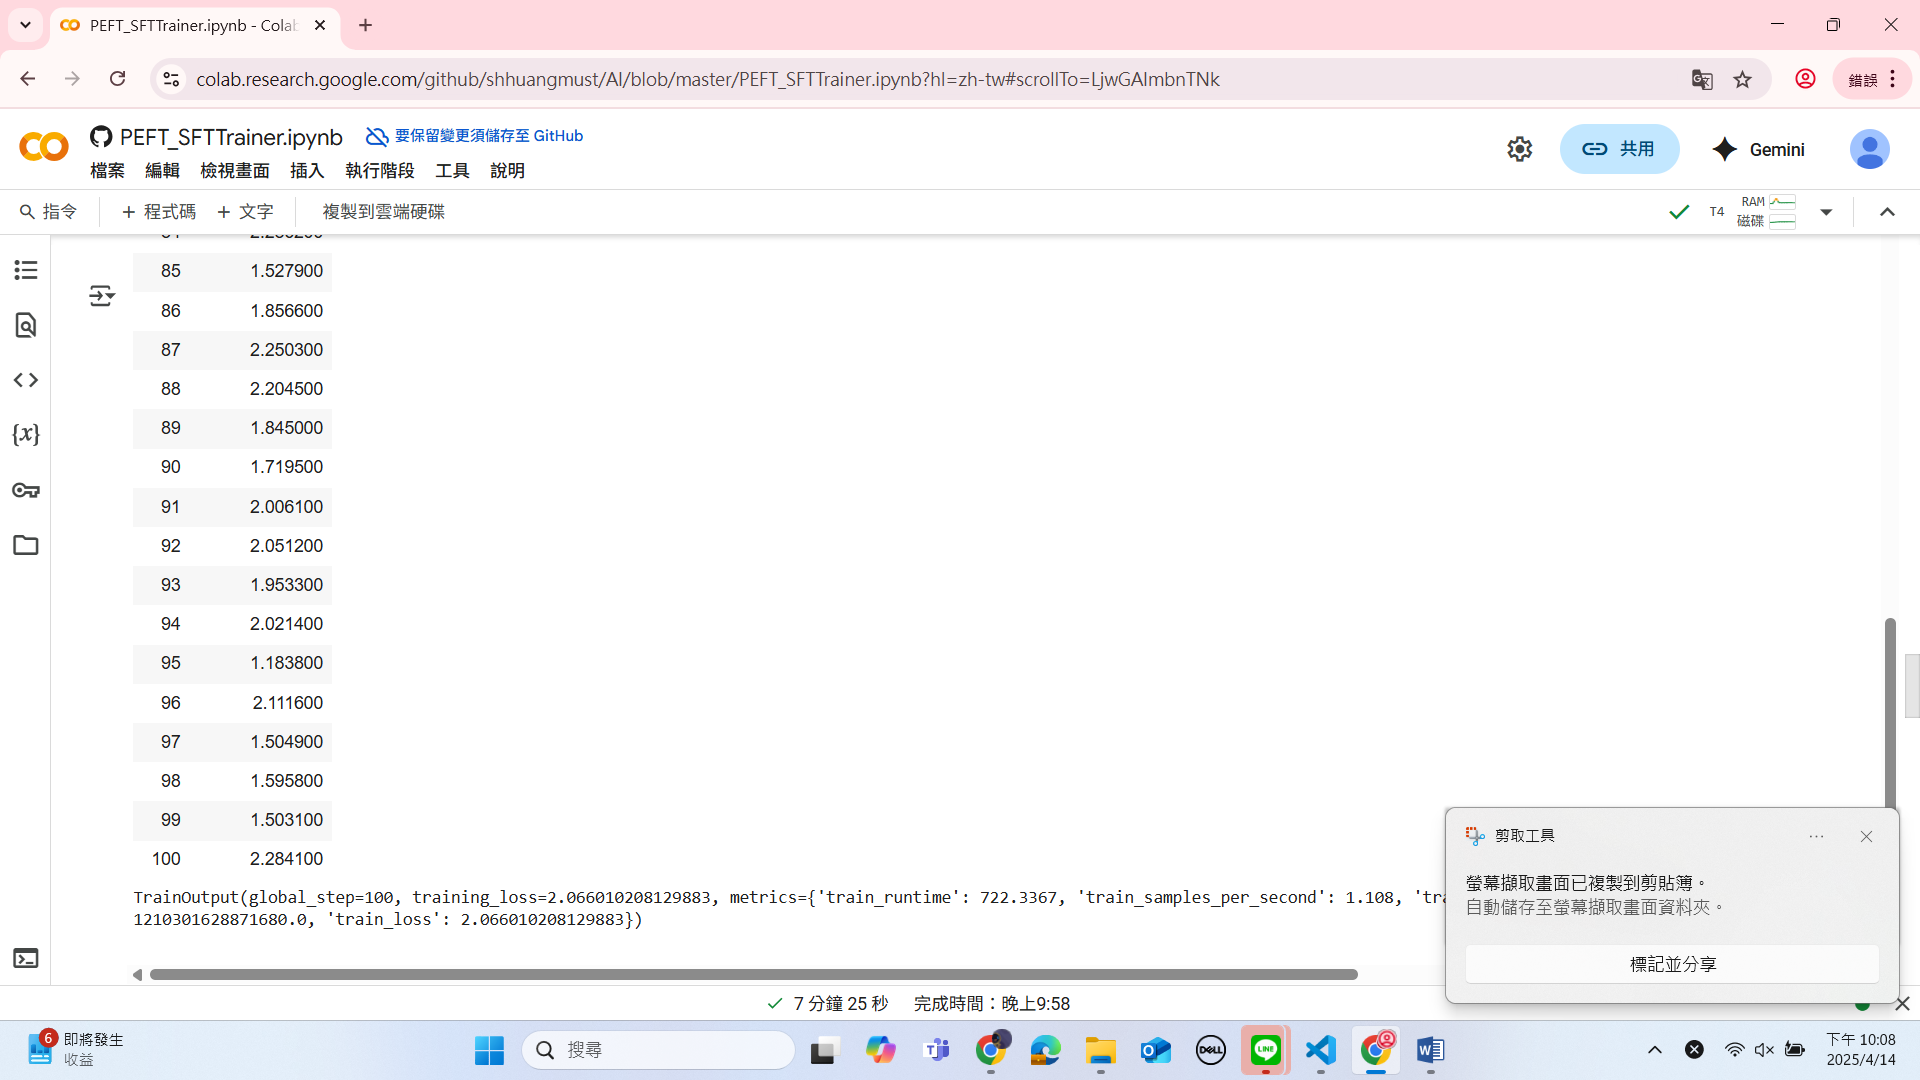 PEFT_SFTTrainer.ipynb - Colab
colab.research.google.com/github/shhuangmust/AI/blob/master/PEFT_SFTTrainer.ipynb?hl=zh-tw#scrollTo=LjwGAImbnTNk
錯誤
PEFT_SFTTrainer.ipynb 要保留變更須儲存至 GitHub
檔案 編輯 檢視畫面 插入 執行階段 工具 說明
共用 Gemini
指令 + 程式碼 + 文字 複製到雲端硬碟
T4 RAM
磁碟
85 1.527900
86 1.856600
87 2.250300
88 2.204500
89 1.845000
90 1.719500
91 2.006100
92 2.051200
93 1.953300
94 2.021400
95 1.183800
96 2.111600
97 1.504900
98 1.595800
99 1.503100
100 2.284100
TrainOutput(global_step=100, training_loss=2.066010208129883, metrics={'train_runtime': 722.3367, 'train_samples_per_second': 1.108,
1210301628871680.0, 'train_loss': 2.066010208129883})
剪取工具
螢幕擷取畫面已複製到剪貼簿。
自動儲存至螢幕擷取畫面資料夾。
標記並分享
7 分鐘 25 秒 完成時間：晚上9:58
6
即將發生
收益
搜尋
DELL
LINE
下午 10:08
2025/4/14